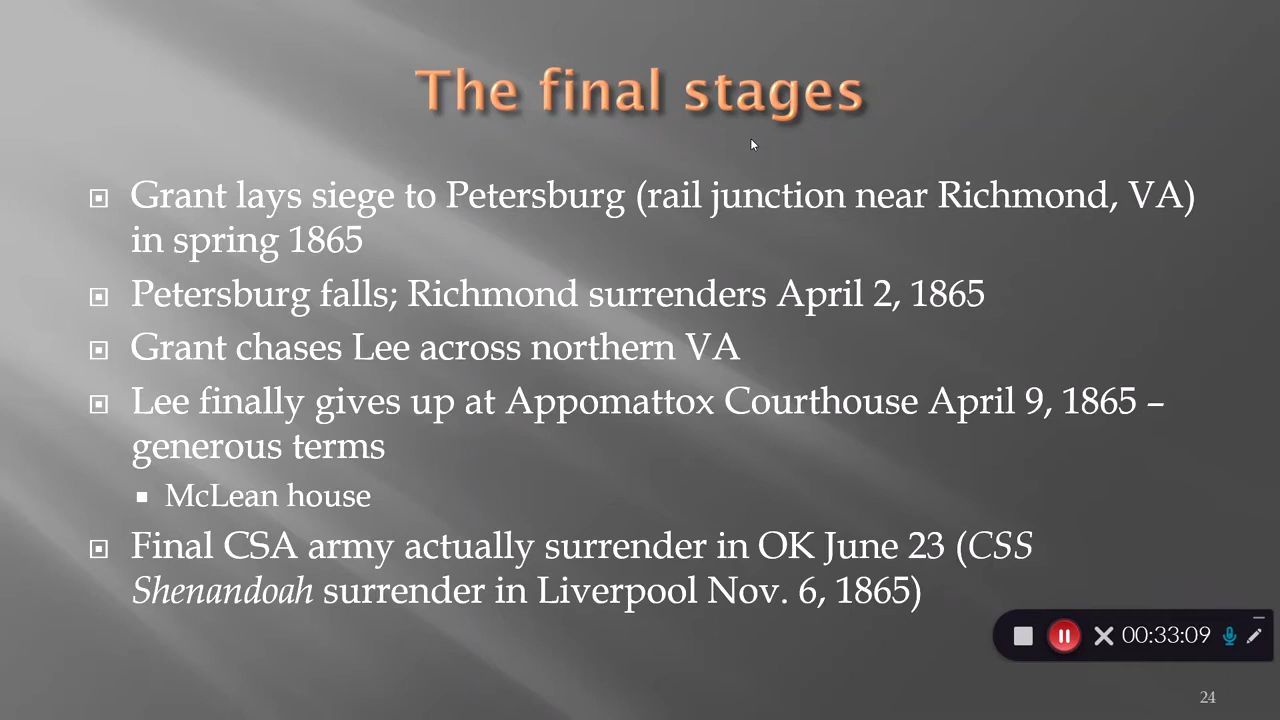 The final stages
Grant lays siege to Petersburg (rail junction near Richmond, VA)
in spring 1865
Petersburg falls; Richmond surrenders April 2, 1865
Grant chases Lee across northern VA
Lee finally gives up at Appomattox Courthouse April 9, 1865 –
generous terms
McLean house
Final CSA army actually surrender in OK June 23 (CSS
Shenandoah surrender in Liverpool Nov. 6, 1865)
00:33:09
24